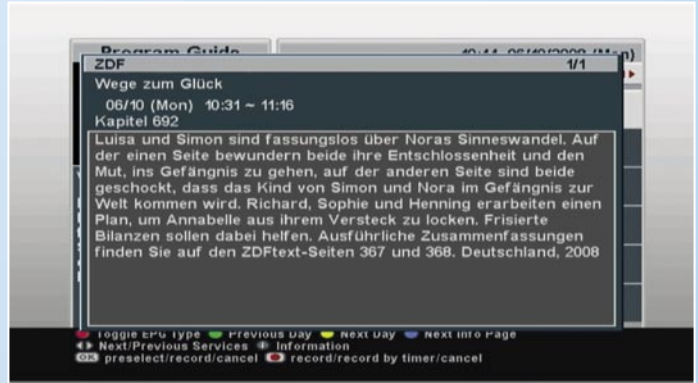 Program Guide
10:44 06/10/2008 (Mon)
ZDF 1/1
Wege zum Glück
06/10 (Mon) 10:31 ~ 11:16
Kapitel 692
Luisa und Simon sind fassungslos über Noras Sinneswandel. Auf
der einen Seite bewundern beide ihre Entschlossenheit und den
Mut, ins Gefängnis zu gehen, auf der anderen Seite sind beide
geschockt, dass das Kind von Simon und Nora im Gefängnis zur
Welt kommen wird. Richard, Sophie und Henning erarbeiten einen
Plan, um Annabelle aus ihrem Versteck zu locken. Frisierte
Bilanzen sollen dabei helfen. Ausführliche Zusammenfassungen
finden Sie auf den ZDFtext-Seiten 367 und 368. Deutschland, 2008
Toggle EPG Type Previous Day Next Day Next Info Page
Next/Previous Services Information
OK preselect/record/cancel record/record by timer/cancel